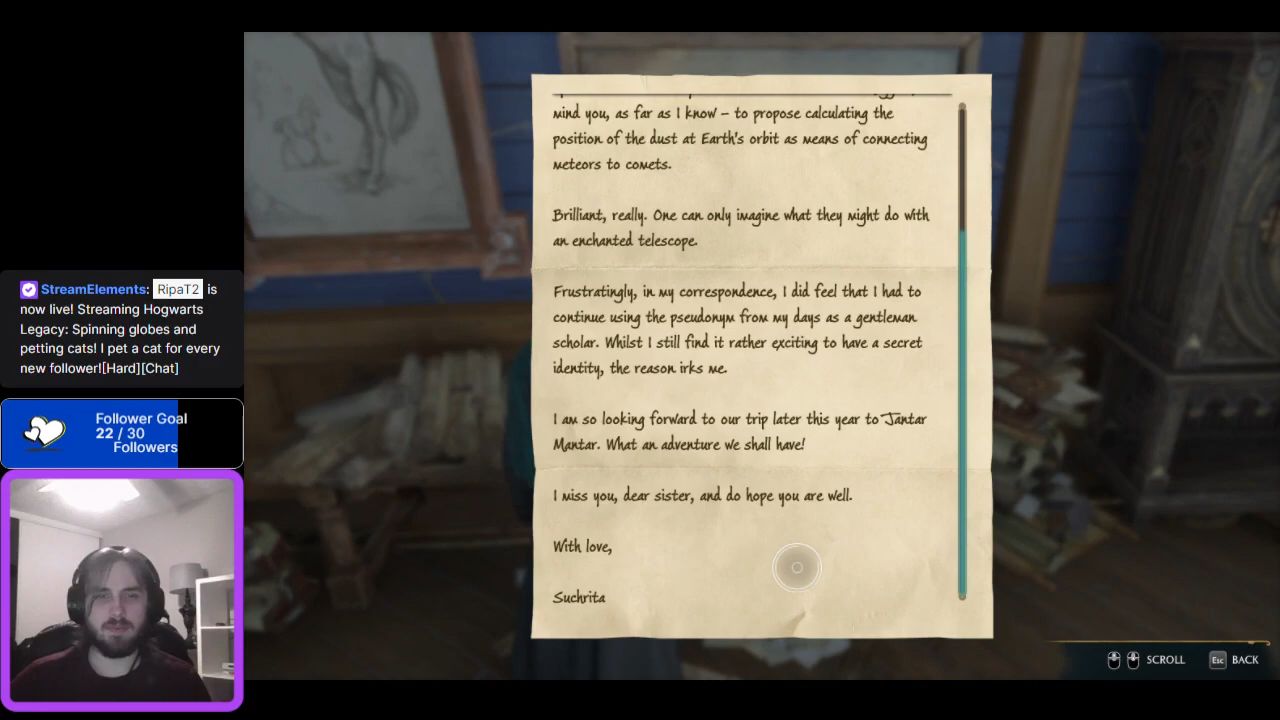 mind you, as far as I know – to propose calculating the
position of the dust at Earth's orbit as means of connecting
meteors to comets.
Brilliant, really. One can only imagine what they might do with
an enchanted telescope.
Frustratingly, in my correspondence, I did feel that I had to
continue using the pseudonym from my days as a gentleman
scholar. Whilst I still find it rather exciting to have a secret
identity, the reason irks me.
I am so looking forward to our trip later this year to Jantar
Mantar. What an adventure we shall have!
I miss you, dear sister, and do hope you are well.
With love,
Suchrita
StreamElements: RipaT2 is
now live! Streaming Hogwarts
Legacy: Spinning globes and
petting cats! I pet a cat for every
new follower![Hard][Chat]
Follower Goal
22 / 30
Followers
SCROLL
Esc BACK